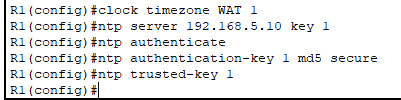 R1(config)#clock timezone WAT 1
R1(config)#ntp server 192.168.5.10 key 1
R1(config)#ntp authenticate
R1(config)#ntp authentication-key 1 md5 secure
R1(config)#ntp trusted-key 1
R1(config)#